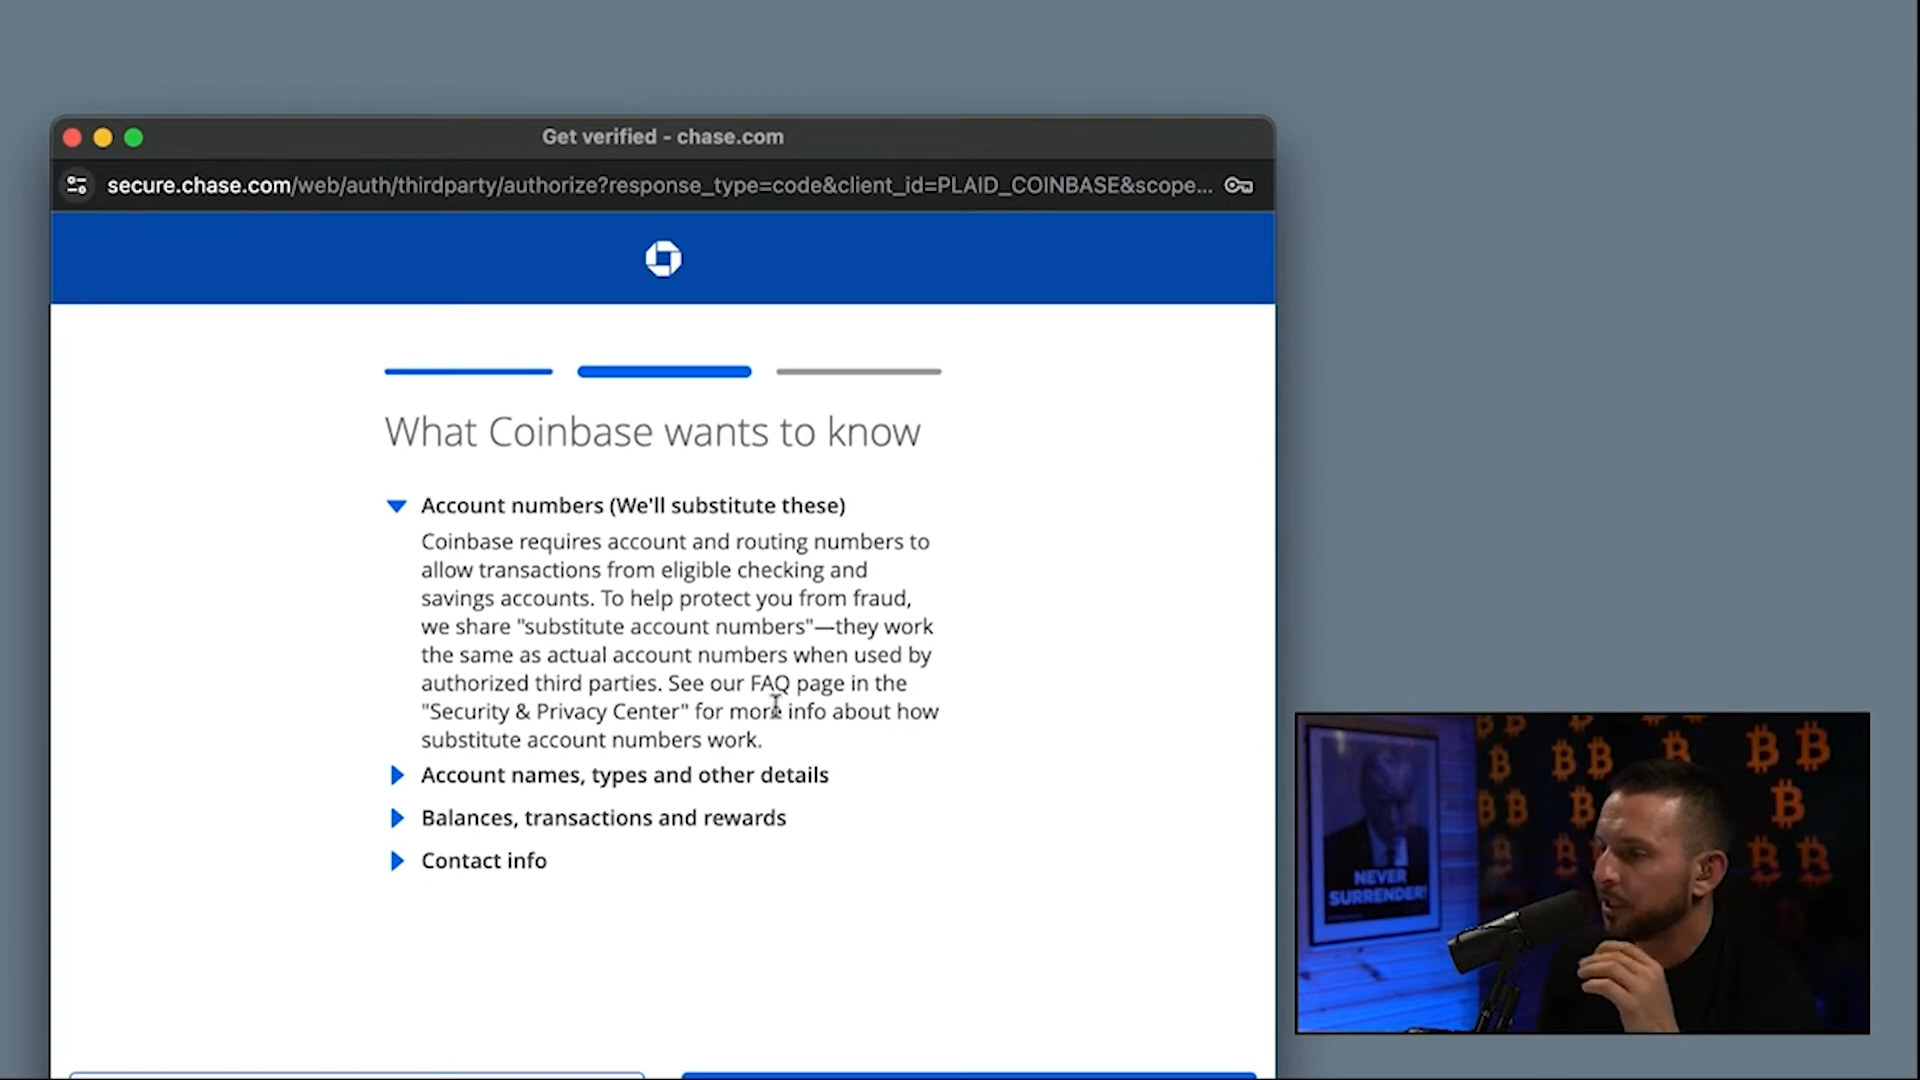 Get verified - chase.com
secure.chase.com/web/auth/thirdparty/authorize?response_type=code&client_id=PLAID_COINBASE&scope...
What Coinbase wants to know
Account numbers (We'll substitute these)
Coinbase requires account and routing numbers to
allow transactions from eligible checking and
savings accounts. To help protect you from fraud,
we share "substitute account numbers"—they work
the same as actual account numbers when used by
authorized third parties. See our FAQ page in the
"Security & Privacy Center" for more info about how
substitute account numbers work.
Account names, types and other details
Balances, transactions and rewards
Contact info
NEVER
SURRENDER!